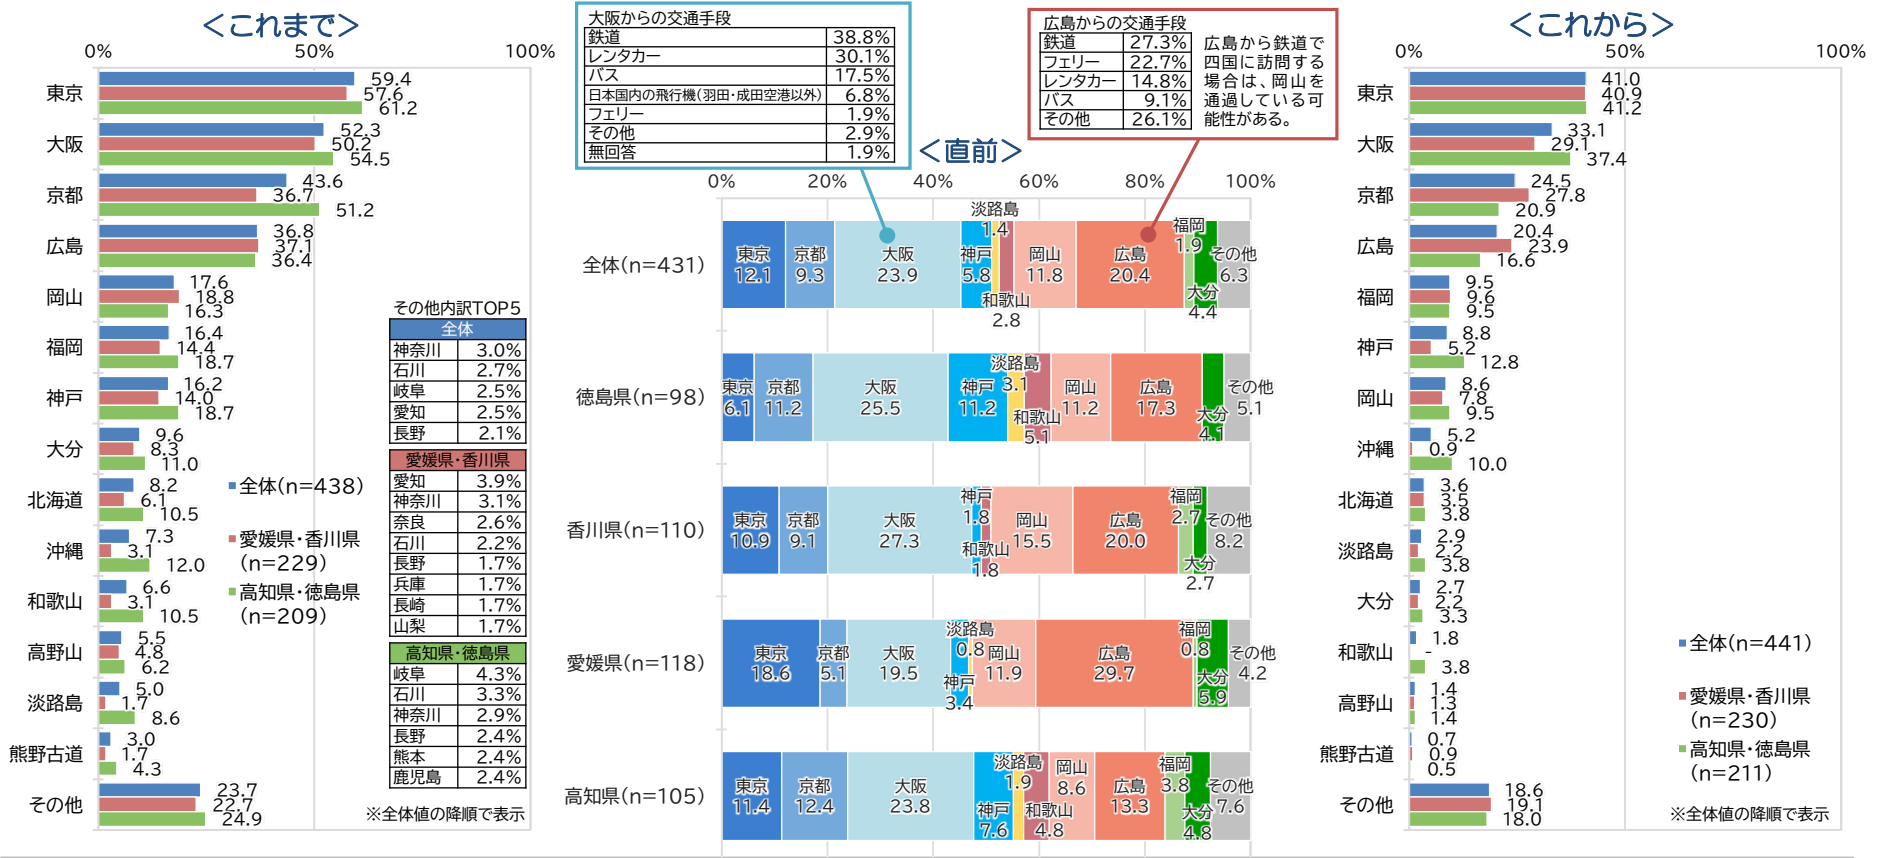 ＜これまで＞
0%
50%
100%
東京
59.4
57.6
61.2
大阪
52.3
50.2
54.5
京都
43.6
36.7
51.2
広島
36.8
37.1
36.4
岡山
17.6
18.8
16.3
福岡
16.4
14.4
18.7
神戸
16.2
14.0
18.7
大分
9.6
8.3
11.0
北海道
8.2
6.1
10.5
沖縄
7.3
3.1
12.0
和歌山
6.6
3.1
10.5
高野山
5.5
4.8
6.2
淡路島
5.0
1.7
8.6
熊野古道
3.0
1.7
4.3
その他
23.7
22.7
24.9
全体(n=438)
愛媛県・香川県
(n=229)
高知県・徳島県
(n=209)
その他内訳TOP5
全体
神奈川 3.0%
石川 2.7%
岐阜 2.5%
愛知 2.5%
長野 2.1%
愛媛県・香川県
愛知 3.9%
神奈川 3.1%
奈良 2.6%
石川 2.2%
長野 1.7%
兵庫 1.7%
長崎 1.7%
山梨 1.7%
高知県・徳島県
岐阜 4.3%
石川 3.3%
神奈川 2.9%
長野 2.4%
熊本 2.4%
鹿児島 2.4%
※全体値の降順で表示
大阪からの交通手段
鉄道 38.8%
レンタカー 30.1%
バス 17.5%
日本国内の飛行機(羽田・成田空港以外) 6.8%
フェリー 1.9%
その他 2.9%
無回答 1.9%
広島からの交通手段
鉄道 27.3%
フェリー 22.7%
レンタカー 14.8%
バス 9.1%
その他 26.1%
広島から鉄道で
四国に訪問する
場合は、岡山を
通過している可
能性がある。
＜直前＞
0% 20% 40% 60% 80% 100%
全体(n=431)
東京 12.1
京都 9.3
大阪 23.9
神戸 5.8
淡路島 1.4
和歌山 2.8
岡山 11.8
広島 20.4
福岡 1.9
大分 4.4
その他 6.3
徳島県(n=98)
東京 6.1
京都 11.2
大阪 25.5
神戸 11.2
淡路島 3.1
和歌山 5.1
岡山 11.2
広島 17.3
大分 4.1
その他 5.1
香川県(n=110)
東京 10.9
京都 9.1
大阪 27.3
神戸 1.8
和歌山 1.8
岡山 15.5
広島 20.0
福岡 2.7
大分 2.7
その他 8.2
愛媛県(n=118)
東京 18.6
京都 5.1
大阪 19.5
神戸 3.4
淡路島 0.8
岡山 11.9
広島 29.7
福岡 0.8
大分 5.9
その他 4.2
高知県(n=105)
東京 11.4
京都 12.4
大阪 23.8
神戸 7.6
淡路島 1.9
和歌山 4.8
岡山 8.6
広島 13.3
福岡 3.8
大分 4.8
その他 7.6
＜これから＞
0%
50%
100%
東京
41.0
40.9
41.2
大阪
33.1
29.1
37.4
京都
24.5
27.8
20.9
広島
20.4
23.9
16.6
福岡
9.5
9.6
9.5
神戸
8.8
5.2
12.8
岡山
8.6
7.8
9.5
沖縄
5.2
0.9
10.0
北海道
3.6
3.5
3.8
淡路島
2.9
2.2
3.8
大分
2.7
2.2
3.3
和歌山
1.8
-
3.8
高野山
1.4
1.3
1.4
熊野古道
0.7
0.9
0.5
その他
18.6
19.1
18.0
全体(n=441)
愛媛県・香川県
(n=230)
高知県・徳島県
(n=211)
※全体値の降順で表示